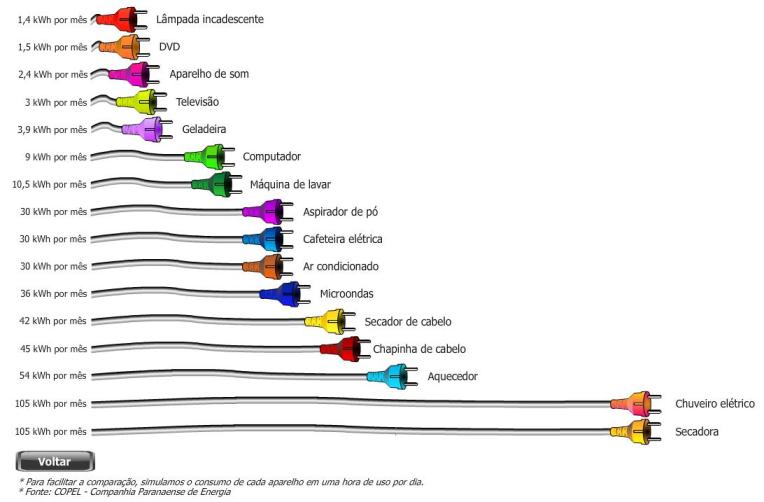 1,4 kWh por mês Lâmpada incadescente
1,5 kWh por mês DVD
2,4 kWh por mês Aparelho de som
3 kWh por mês Televisão
3,9 kWh por mês Geladeira
9 kWh por mês Computador
10,5 kWh por mês Máquina de lavar
30 kWh por mês Aspirador de pó
30 kWh por mês Cafeteira elétrica
30 kWh por mês Ar condicionado
36 kWh por mês Microondas
42 kWh por mês Secador de cabelo
45 kWh por mês Chapinha de cabelo
54 kWh por mês Aquecedor
105 kWh por mês Chuveiro elétrico
105 kWh por mês Secadora
Voltar
* Para facilitar a comparação, simulamos o consumo de cada aparelho em uma hora de uso por dia.
* Fonte: COPEL - Companhia Paranaense de Energia